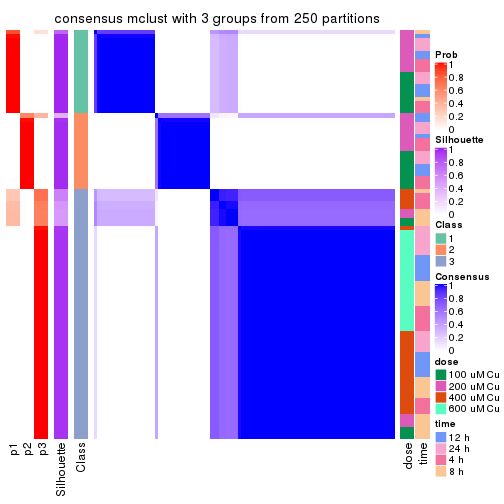 consensus mclust with 3 groups from 250 partitions
Prob
1
0.8
0.6
0.4
0.2
0
Silhouette
1
0.8
0.6
0.4
0.2
0
Class
1
2
3
Consensus
1
0.8
0.6
0.4
0.2
0
dose
100 uM Cu
200 uM Cu
400 uM Cu
600 uM Cu
time
12 h
24 h
4 h
8 h
p1
p2
p3
Silhouette
Class
dose
time